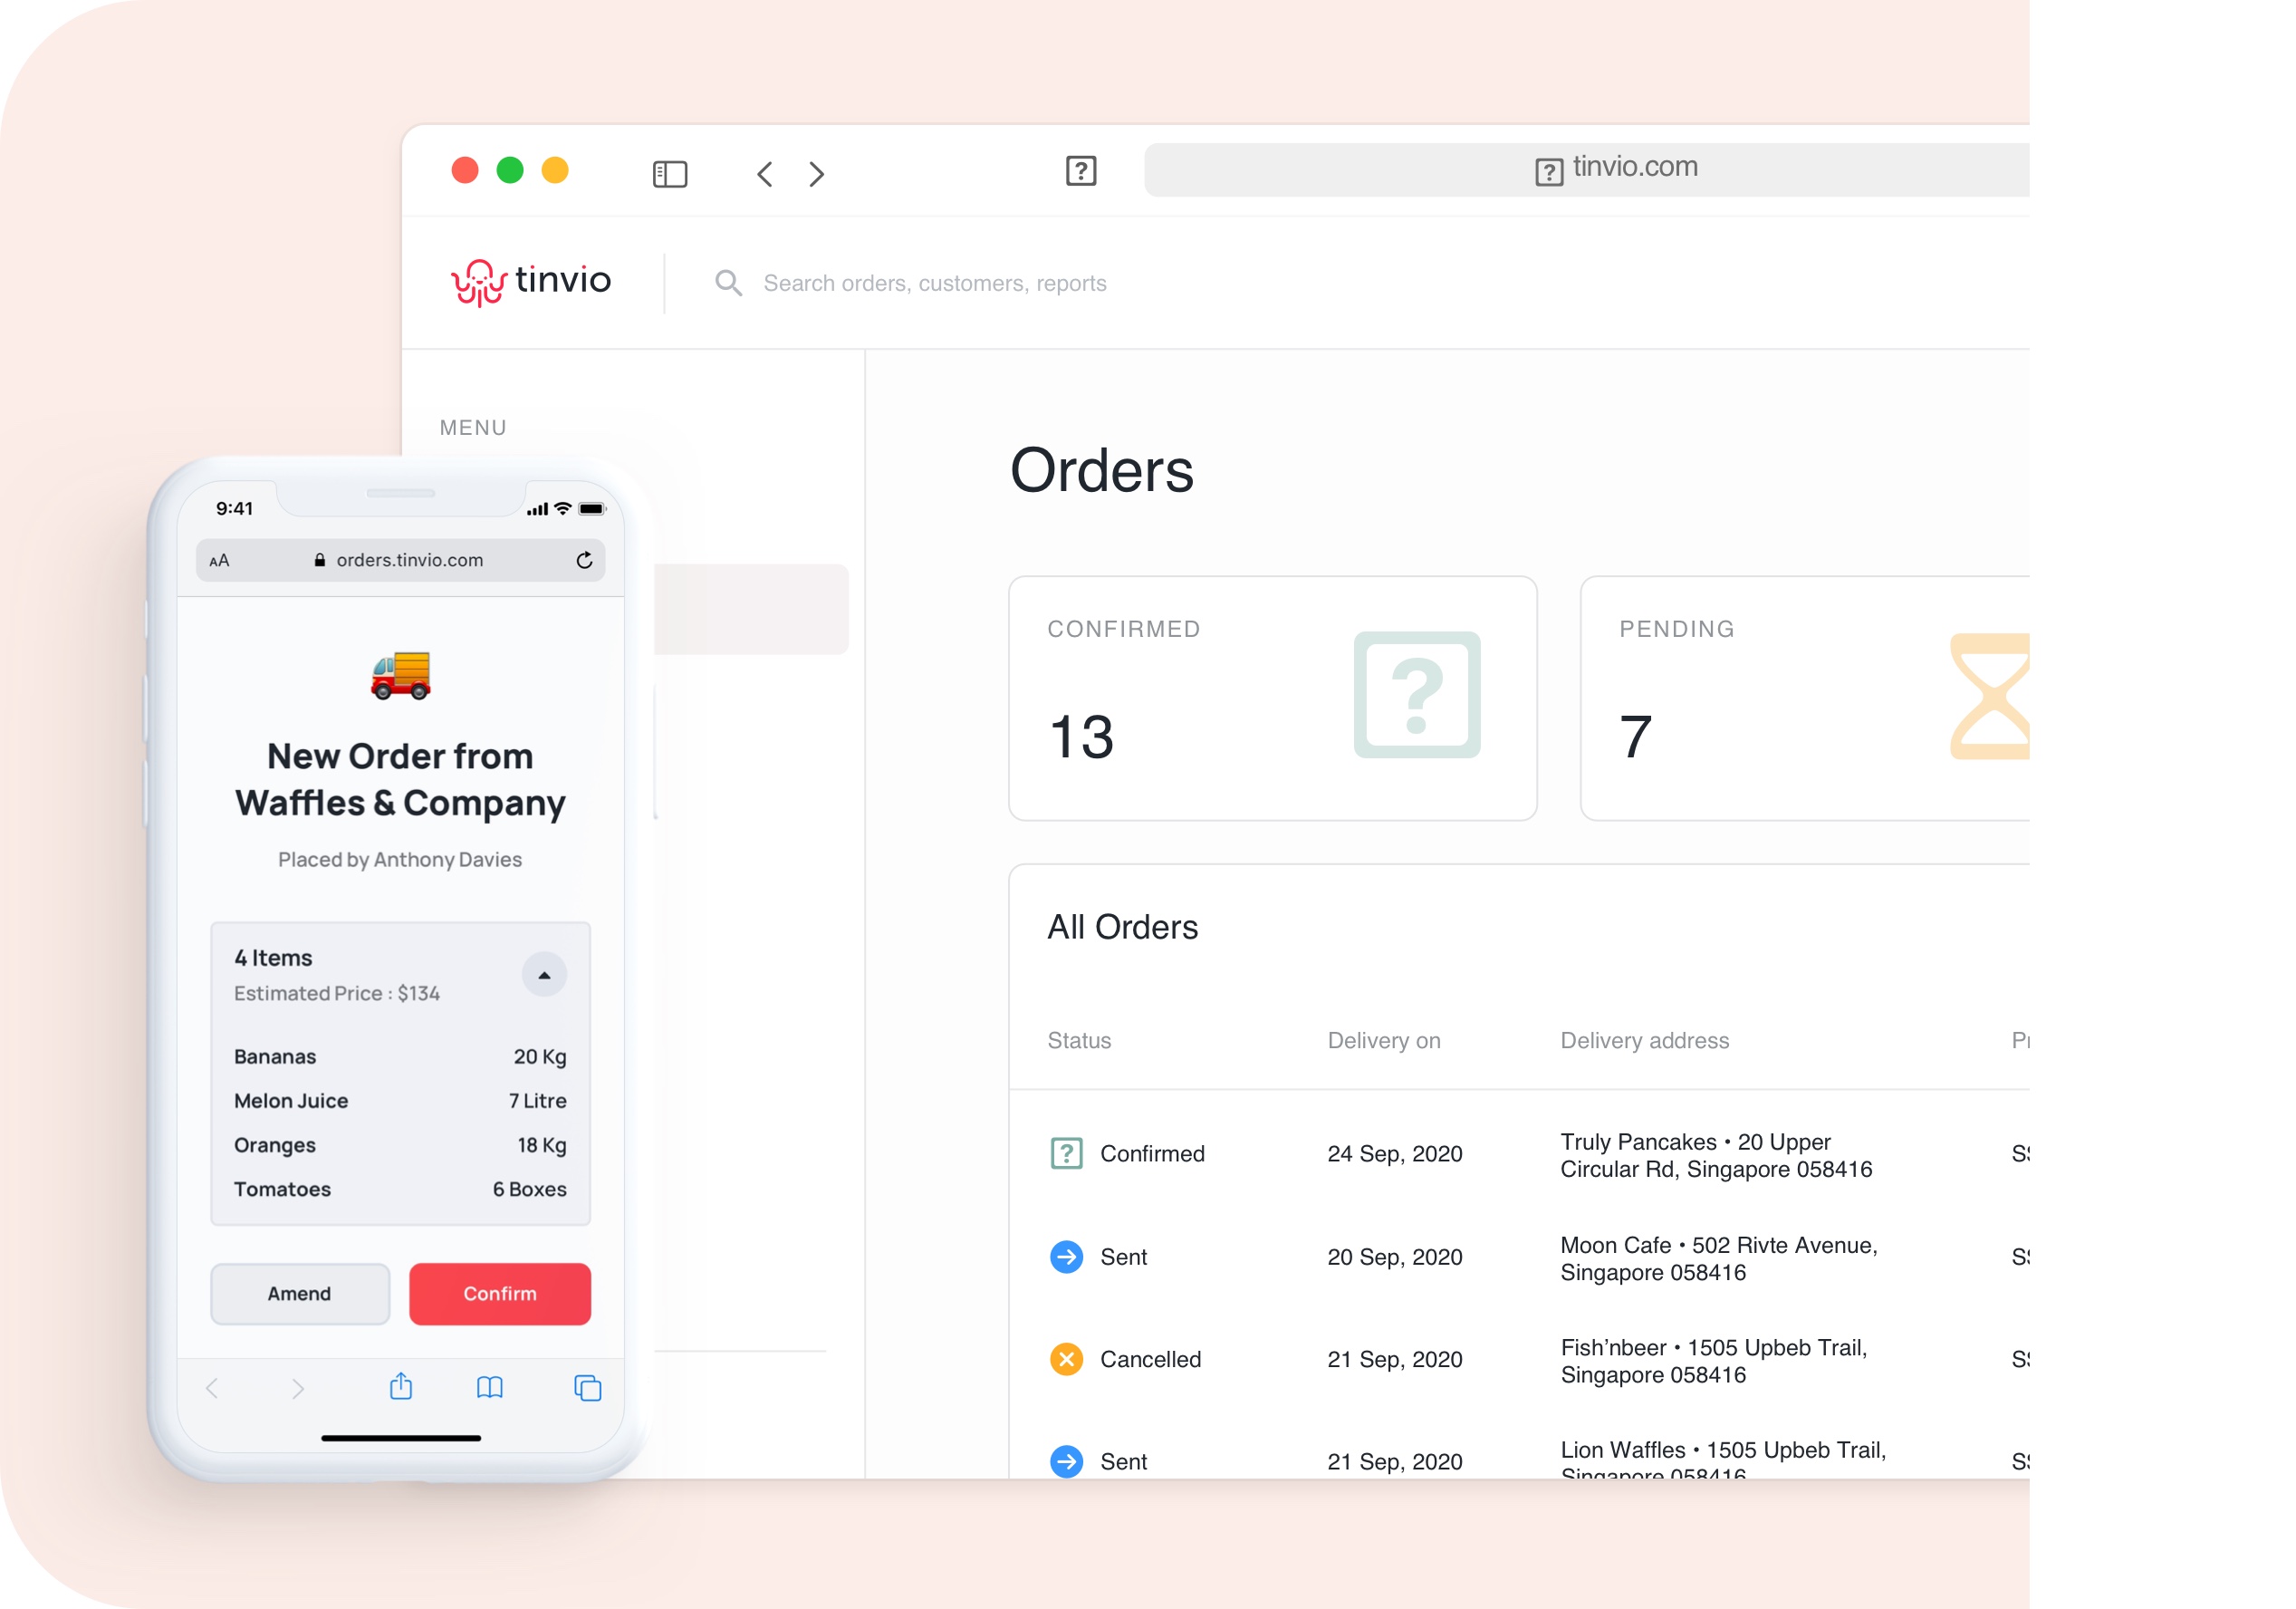 tinvio.com
tinvio
Search orders, customers, reports
MENU
Orders
CONFIRMED
13
PENDING
7
All Orders
Status Delivery on Delivery address
Confirmed 24 Sep, 2020 Truly Pancakes • 20 Upper
Circular Rd, Singapore 058416
Sent 20 Sep, 2020 Moon Cafe • 502 Rivte Avenue,
Singapore 058416
Cancelled 21 Sep, 2020 Fish’nbeer • 1505 Upbeb Trail,
Singapore 058416
Sent 21 Sep, 2020 Lion Waffles • 1505 Upbeb Trail,
Singapore 058416
9:41
AA orders.tinvio.com
New Order from
Waffles & Company
Placed by Anthony Davies
4 Items
Estimated Price : $134
Bananas 20 Kg
Melon Juice 7 Litre
Oranges 18 Kg
Tomatoes 6 Boxes
Amend Confirm